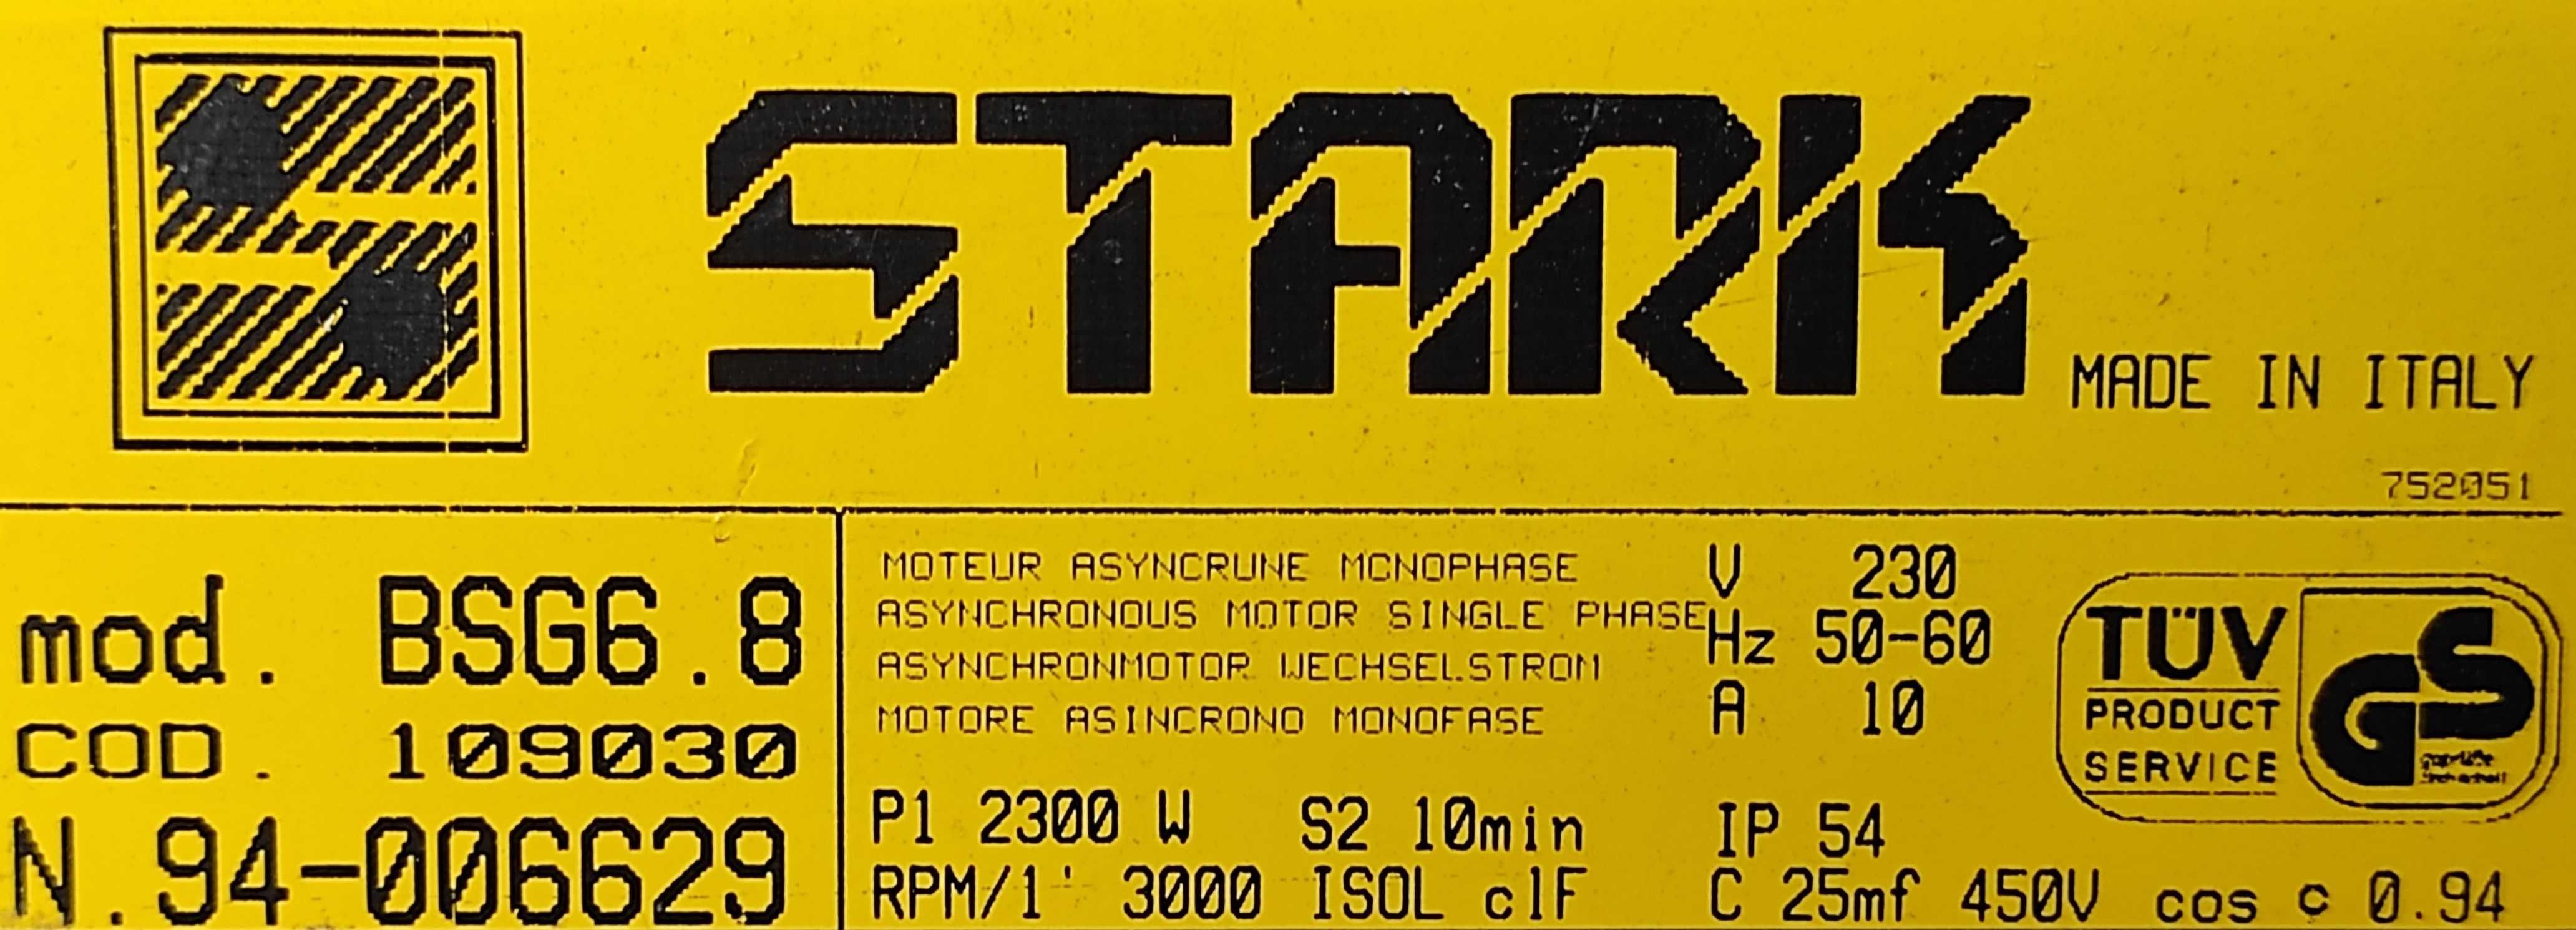 STARK
MADE IN ITALY
752051
mod. BSG6.8
COD. 109030
N.94-006629
MOTEUR ASYNCRUNE MCNOPHASE
ASYNCHRONOUS MOTOR SINGLE PHASE
ASYNCHRONMOTOR WECHSELSTROM
MOTORE ASINCRONO MONOFASE
V 230
Hz 50-60
A 10
P1 2300 W S2 10min IP 54
RPM/1' 3000 ISOL clF C 25mf 450V cos c 0.94
TÜV
PRODUCT
SERVICE
GS